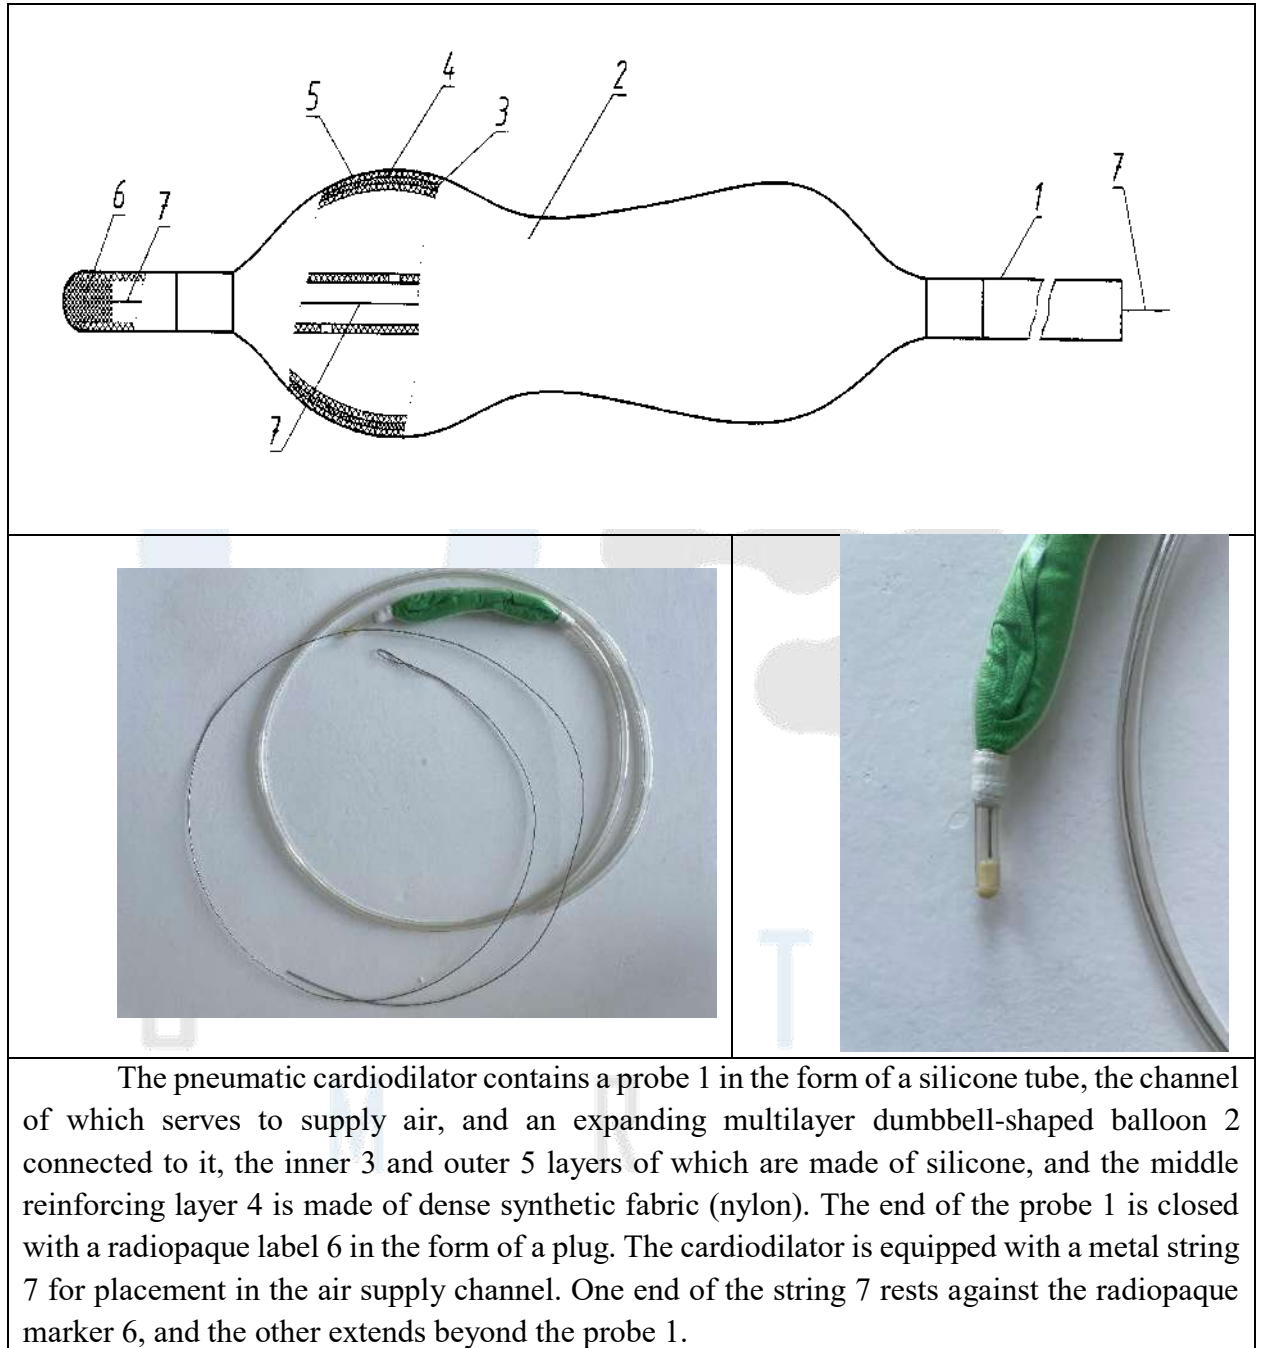 4
2
5
3
7
6
7
1
7
The pneumatic cardiodilator contains a probe 1 in the form of a silicone tube, the channel
of which serves to supply air, and an expanding multilayer dumbbell-shaped balloon 2
connected to it, the inner 3 and outer 5 layers of which are made of silicone, and the middle
reinforcing layer 4 is made of dense synthetic fabric (nylon). The end of the probe 1 is closed
with a radiopaque label 6 in the form of a plug. The cardiodilator is equipped with a metal string
7 for placement in the air supply channel. One end of the string 7 rests against the radiopaque
marker 6, and the other extends beyond the probe 1.
T
M R